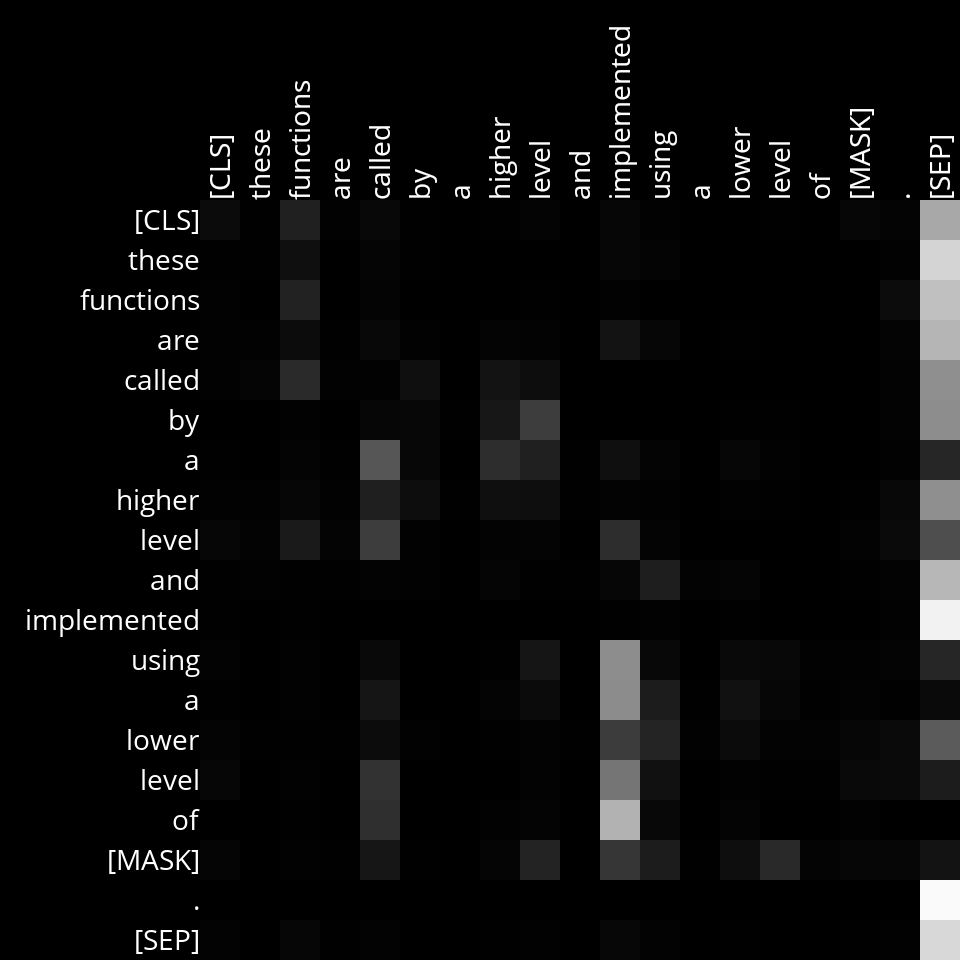 [CLS] these functions are called by a higher level and implemented using a lower level of [MASK] . [SEP]
[CLS]
these
functions
are
called
by
a
higher
level
and
implemented
using
a
lower
level
of
[MASK]
.
[SEP]